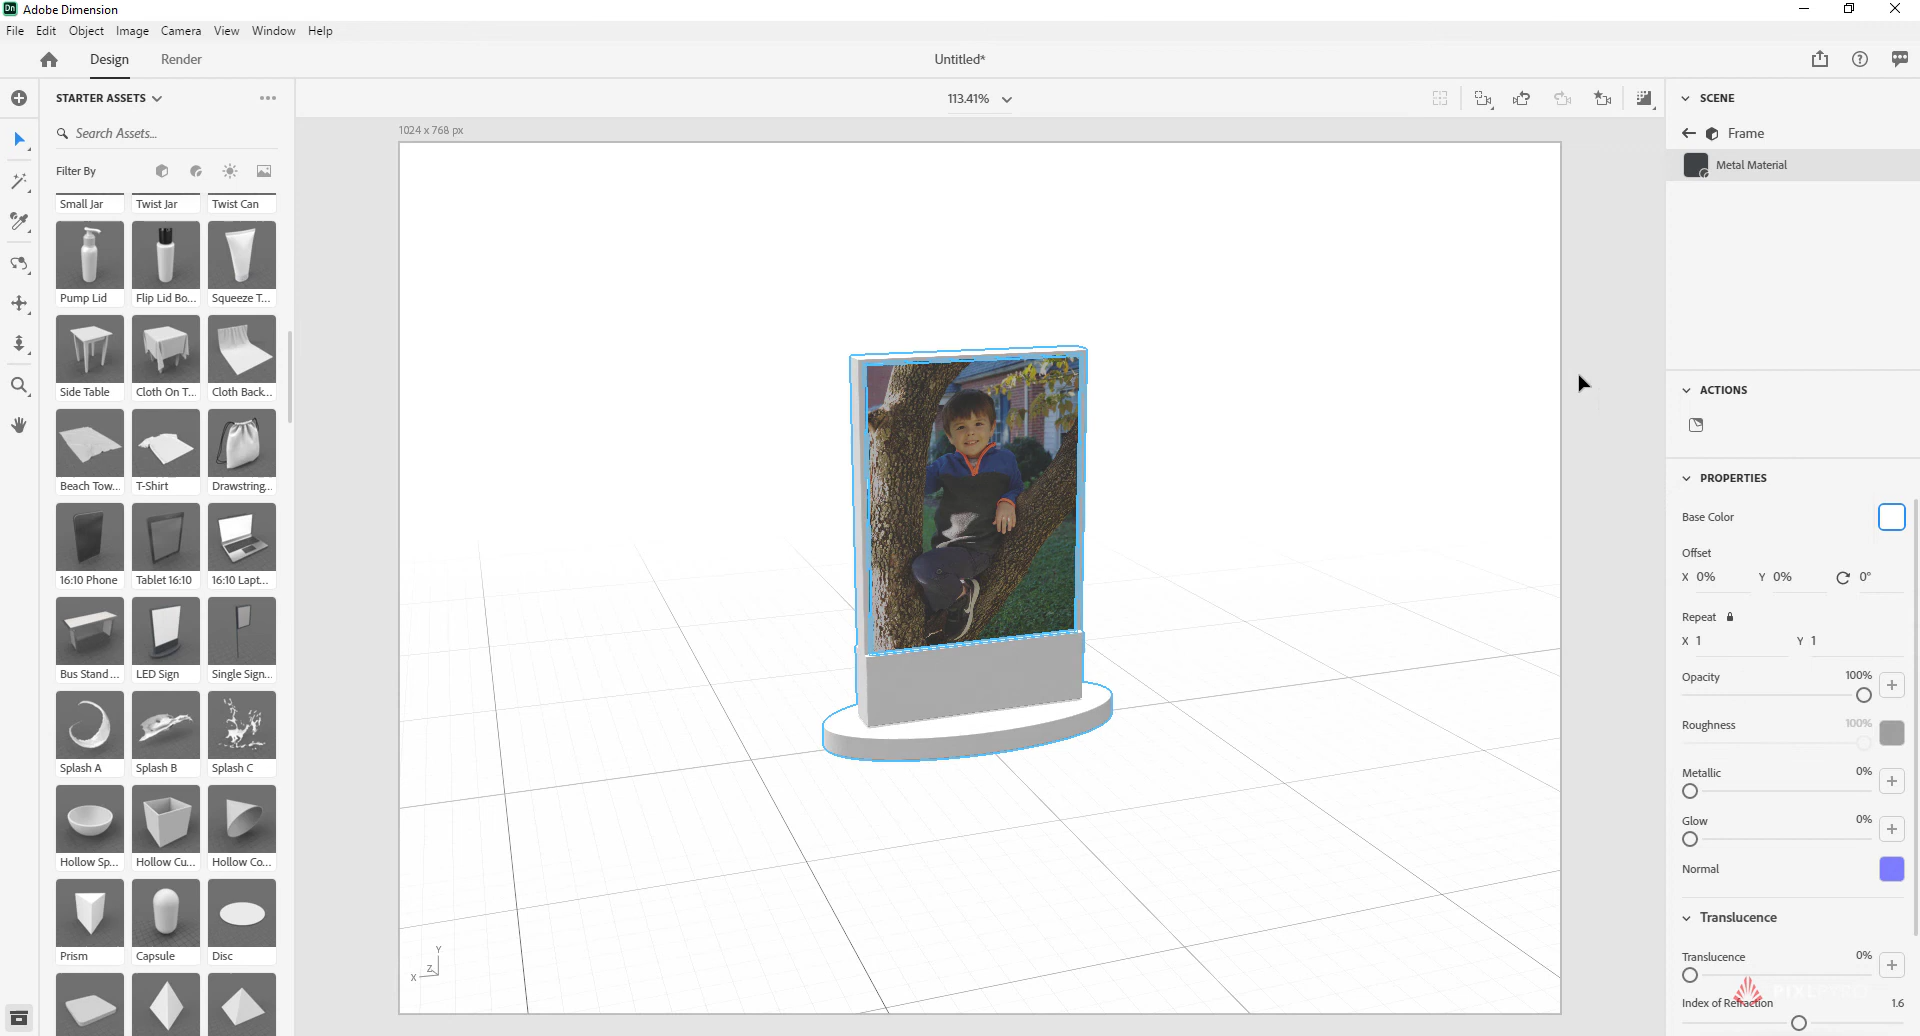 Dn Adobe Dimension
File Edit Object Image Camera View Window Help
Design Render Untitled*
STARTER ASSETS
Search Assets...
Filter By
Small Jar Twist Jar Twist Can
Pump Lid Flip Lid Bo... Squeeze T...
Side Table Cloth On T... Cloth Back...
Beach Tow... T-Shirt Drawstring...
16:10 Phone Tablet 16:10 16:10 Lapt...
Bus Stand ... LED Sign Single Sign...
Splash A Splash B Splash C
Hollow Sp... Hollow Cu... Hollow Co...
Prism Capsule Disc
113.41%
1024 x 768 px
Y
Z
X
SCENE
Frame
Metal Material
ACTIONS
PROPERTIES
Base Color
Offset
X 0% Y 0% 0°
Repeat
X 1 Y 1
Opacity 100%
Roughness 100%
Metallic 0%
Glow 0%
Normal
Translucence
Translucence 0%
Index of Refraction 1.6